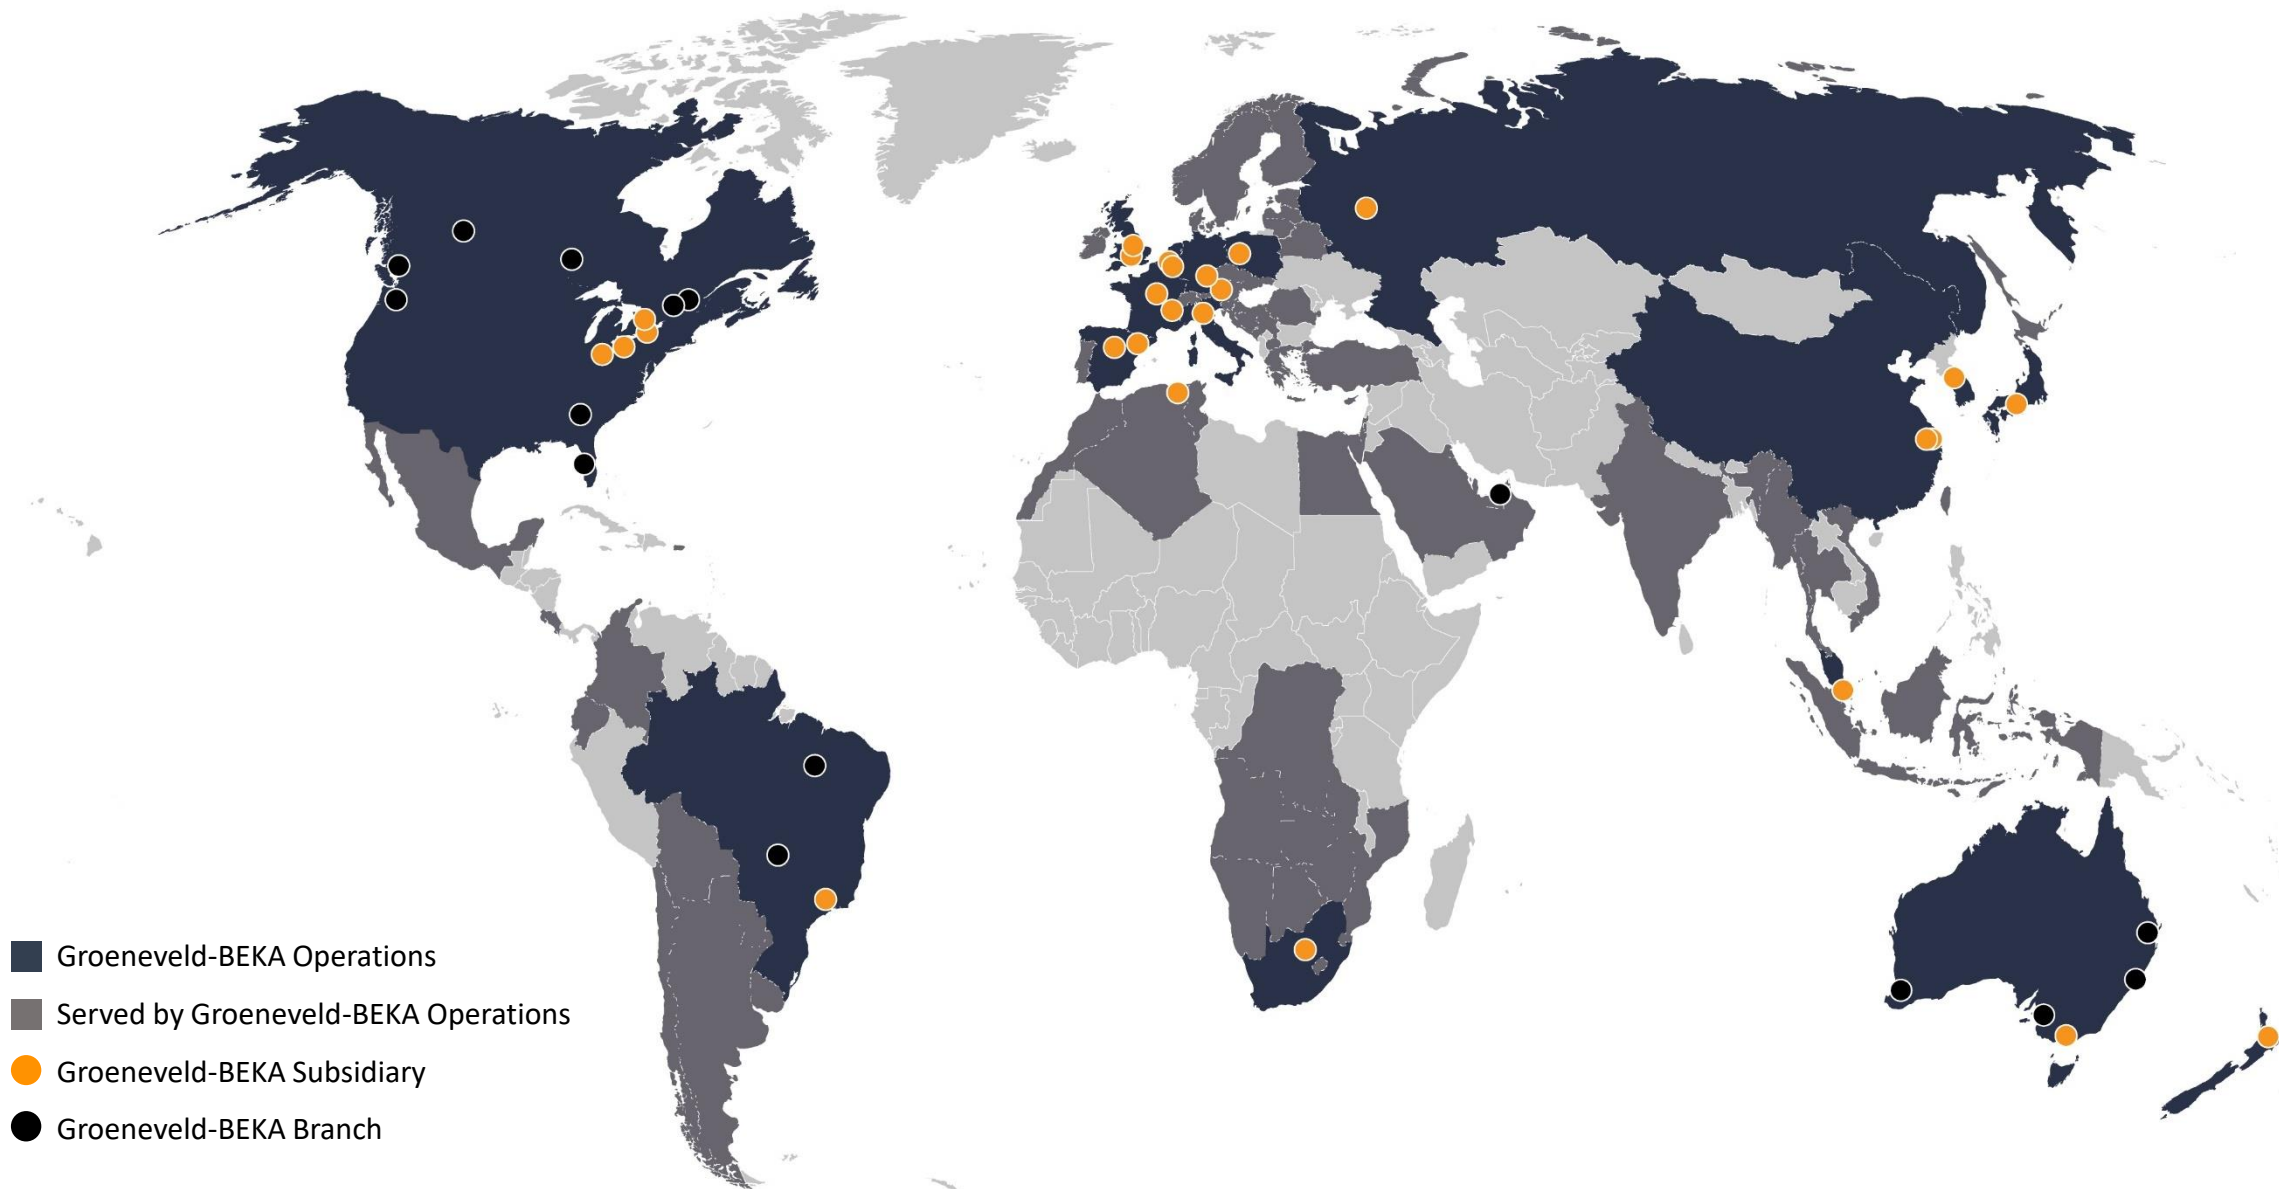 Groeneveld-BEKA Operations
Served by Groeneveld-BEKA Operations
Groeneveld-BEKA Subsidiary
Groeneveld-BEKA Branch